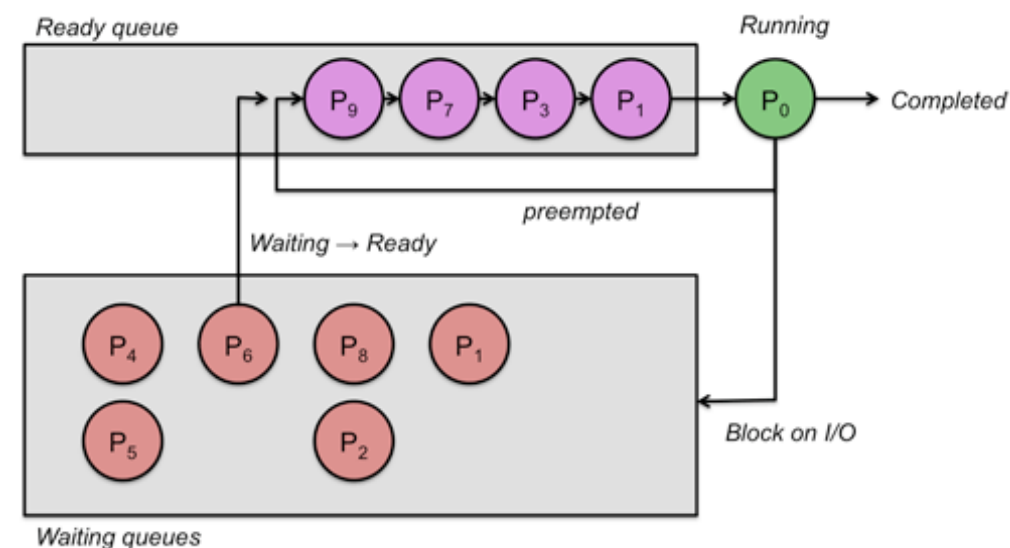 Ready queue
Running
P₉ P₇ P₃ P₁ P₀ Completed
preempted
Waiting → Ready
P₄ P₆ P₈ P₁
Block on I/O
P₅ P₂
Waiting queues